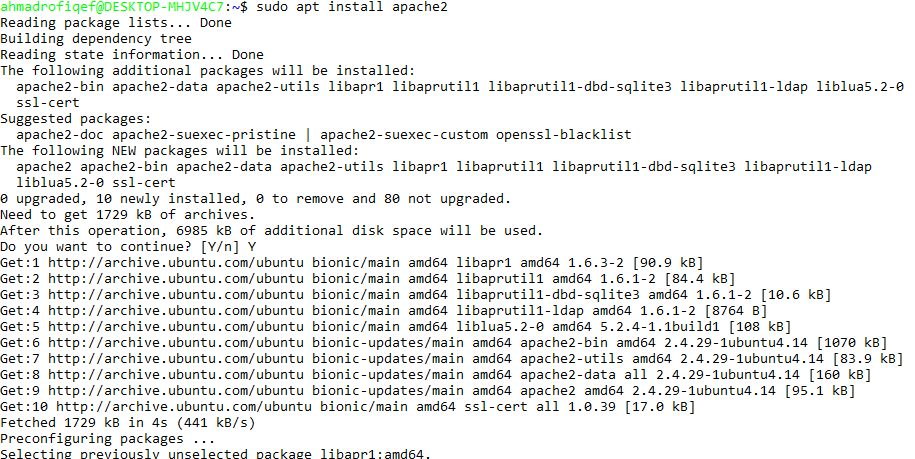 ahmadrofiqef@DESKTOP-MHJV4C7:~$ sudo apt install apache2
Reading package lists... Done
Building dependency tree
Reading state information... Done
The following additional packages will be installed:
  apache2-bin apache2-data apache2-utils libapr1 libaprutil1 libaprutil1-dbd-sqlite3 libaprutil1-ldap liblua5.2-0
  ssl-cert
Suggested packages:
  apache2-doc apache2-suexec-pristine | apache2-suexec-custom openssl-blacklist
The following NEW packages will be installed:
  apache2 apache2-bin apache2-data apache2-utils libapr1 libaprutil1 libaprutil1-dbd-sqlite3 libaprutil1-ldap
  liblua5.2-0 ssl-cert
0 upgraded, 10 newly installed, 0 to remove and 80 not upgraded.
Need to get 1729 kB of archives.
After this operation, 6985 kB of additional disk space will be used.
Do you want to continue? [Y/n] Y
Get:1 http://archive.ubuntu.com/ubuntu bionic/main amd64 libapr1 amd64 1.6.3-2 [90.9 kB]
Get:2 http://archive.ubuntu.com/ubuntu bionic/main amd64 libaprutil1 amd64 1.6.1-2 [84.4 kB]
Get:3 http://archive.ubuntu.com/ubuntu bionic/main amd64 libaprutil1-dbd-sqlite3 amd64 1.6.1-2 [10.6 kB]
Get:4 http://archive.ubuntu.com/ubuntu bionic/main amd64 libaprutil1-ldap amd64 1.6.1-2 [8764 B]
Get:5 http://archive.ubuntu.com/ubuntu bionic/main amd64 liblua5.2-0 amd64 5.2.4-1.1build1 [108 kB]
Get:6 http://archive.ubuntu.com/ubuntu bionic-updates/main amd64 apache2-bin amd64 2.4.29-1ubuntu4.14 [1070 kB]
Get:7 http://archive.ubuntu.com/ubuntu bionic-updates/main amd64 apache2-utils amd64 2.4.29-1ubuntu4.14 [83.9 kB]
Get:8 http://archive.ubuntu.com/ubuntu bionic-updates/main amd64 apache2-data all 2.4.29-1ubuntu4.14 [160 kB]
Get:9 http://archive.ubuntu.com/ubuntu bionic-updates/main amd64 apache2 amd64 2.4.29-1ubuntu4.14 [95.1 kB]
Get:10 http://archive.ubuntu.com/ubuntu bionic/main amd64 ssl-cert all 1.0.39 [17.0 kB]
Fetched 1729 kB in 4s (441 kB/s)
Preconfiguring packages ...
Selecting previously unselected package libapr1:amd64.